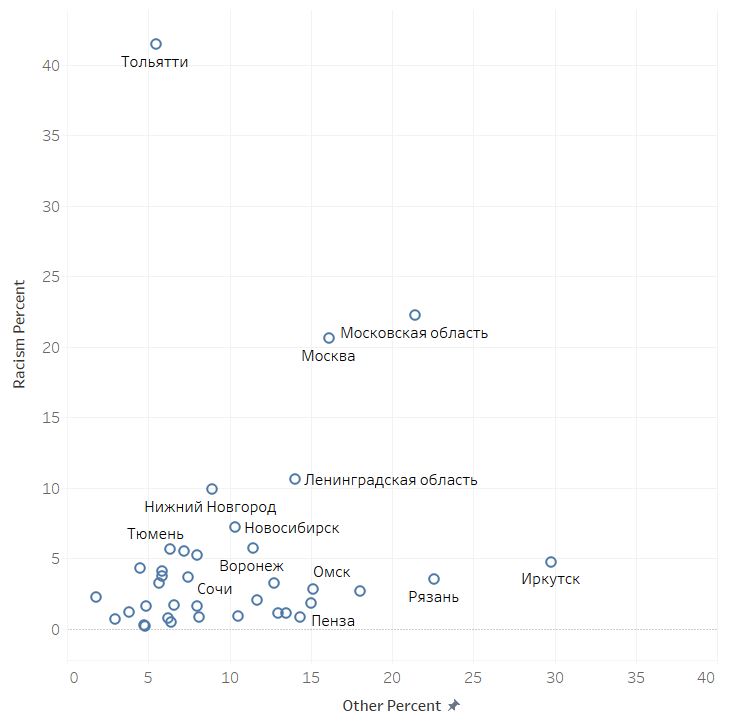 Тольятти
40
35
30
25
Московская область
20
Москва
15
Ленинградская область
10
Нижний Новгород
Новосибирск
Тюмень
5
Воронеж
Омск
Иркутск
Сочи
Рязань
Пенза
0
Racism Percent
0 5 10 15 20 25 30 35 40
Other Percent